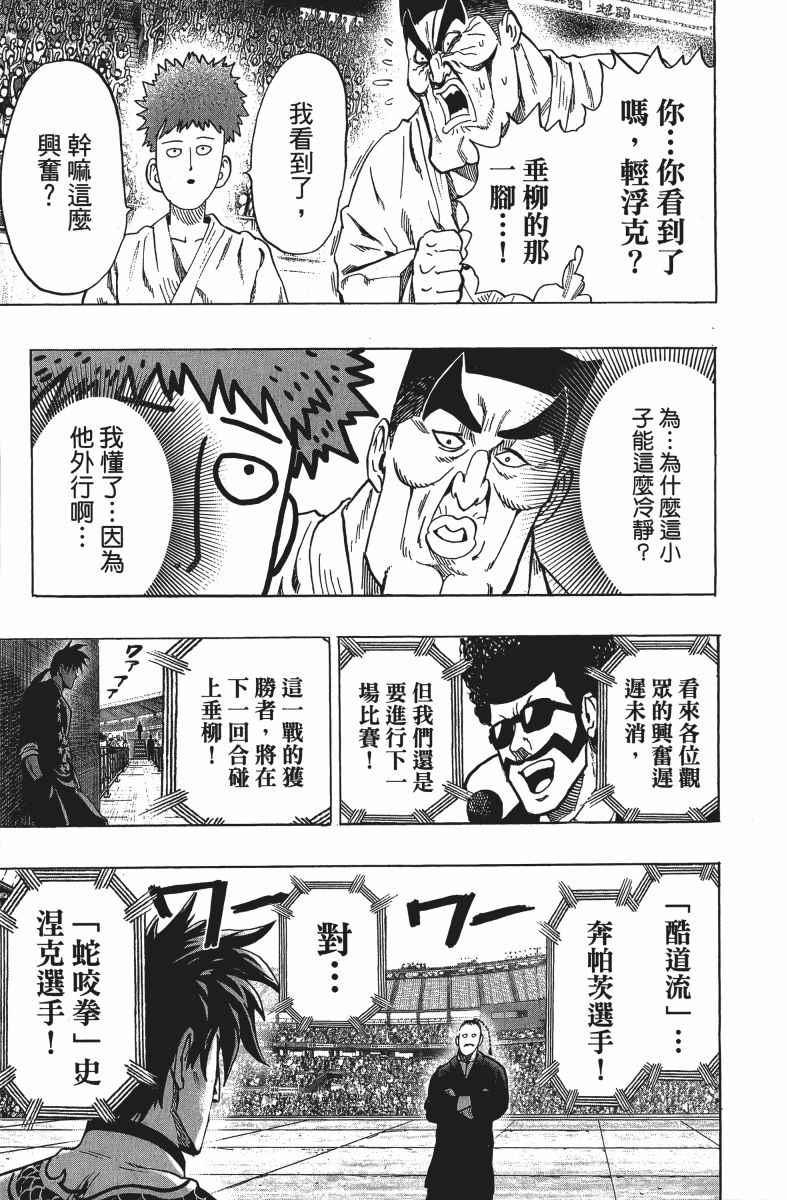 你…你看到了
嗎，輕浮克？
垂柳的那
一腳…！
我看到了，
幹嘛這麼
興奮？
為…為什麼這小
子能這麼冷靜？
我懂了…因為
他外行啊…
看來各位觀
眾的興奮遲
遲未消，
但我們還是
要進行下一
場比賽！
這一戰的獲
勝者，將在
下一回合碰
上垂柳！
ワアアァ
「酷道流」…
奔帕茨選手！
對…
「蛇咬拳」史
涅克選手！
ワー
ワー